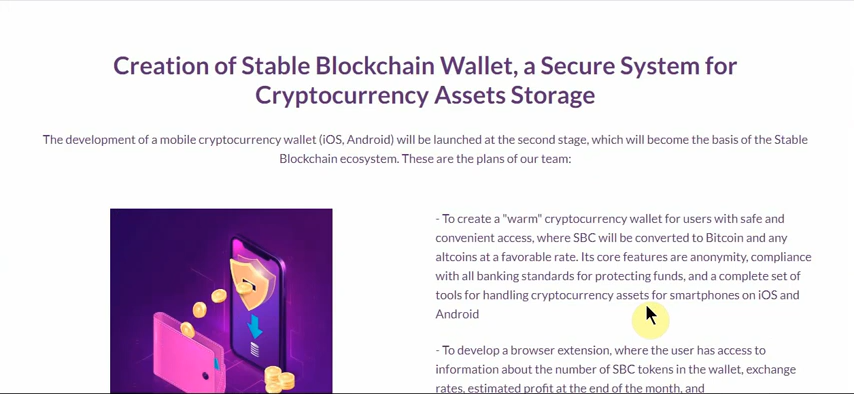 Creation of Stable Blockchain Wallet, a Secure System for
Cryptocurrency Assets Storage
The development of a mobile cryptocurrency wallet (iOS, Android) will be launched at the second stage, which will become the basis of the Stable
Blockchain ecosystem. These are the plans of our team:
- To create a "warm" cryptocurrency wallet for users with safe and
convenient access, where SBC will be converted to Bitcoin and any
altcoins at a favorable rate. Its core features are anonymity, compliance
with all banking standards for protecting funds, and a complete set of
tools for handling cryptocurrency assets for smartphones on iOS and
Android
- To develop a browser extension, where the user has access to
information about the number of SBC tokens in the wallet, exchange
rates, estimated profit at the end of the month, and